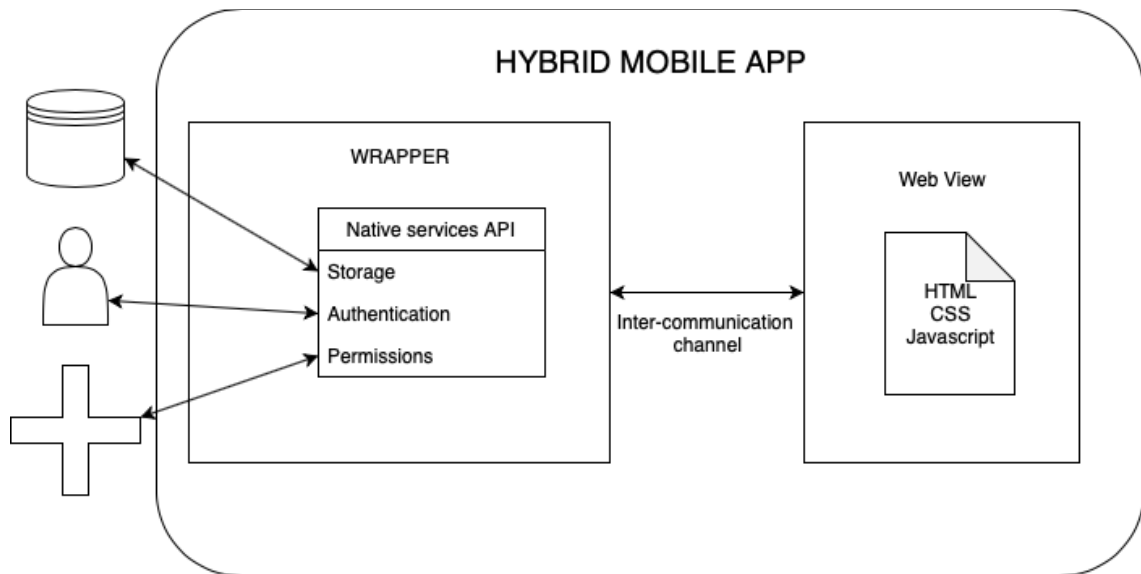 HYBRID MOBILE APP
WRAPPER
Native services API
Storage
Authentication
Permissions
Inter-communication
channel
Web View
HTML
CSS
Javascript